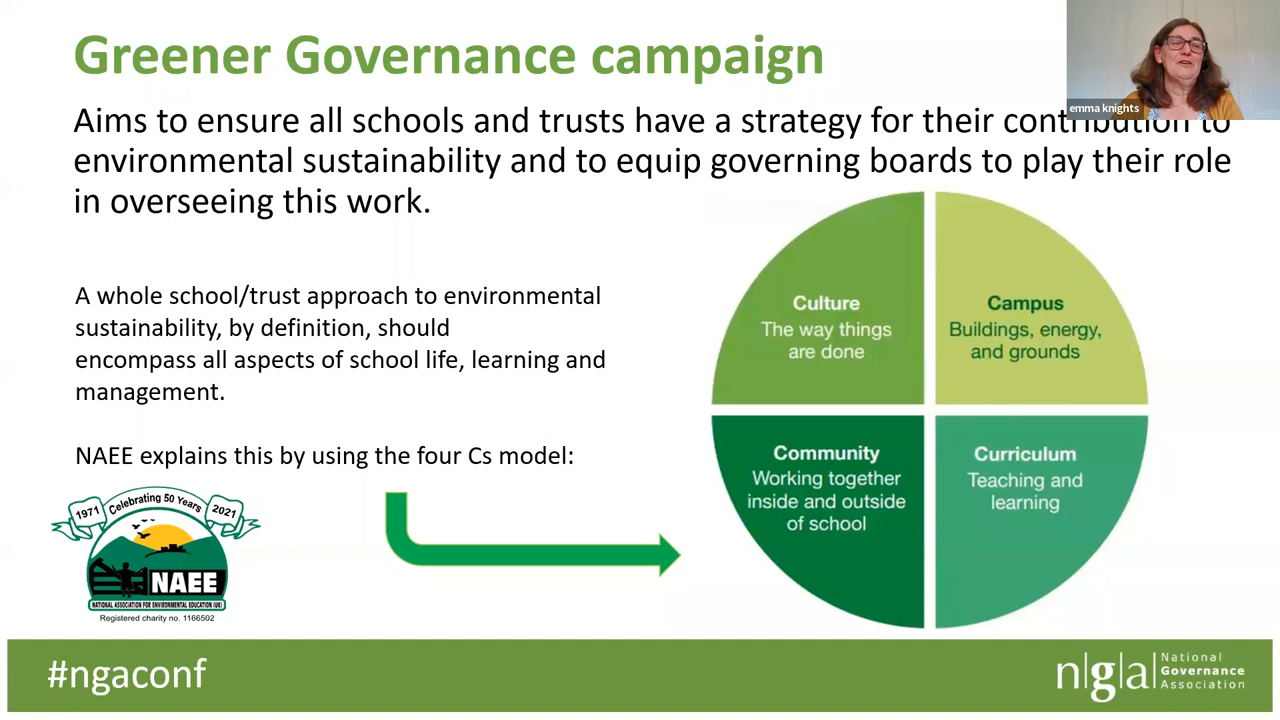 Greener Governance campaign
emma knights
Aims to ensure all schools and trusts have a strategy for their contribution to
environmental sustainability and to equip governing boards to play their role
in overseeing this work.
A whole school/trust approach to environmental
sustainability, by definition, should
encompass all aspects of school life, learning and
management.
NAEE explains this by using the four Cs model:
1971
Celebrating 50 Years
2021
NAEE
NATIONAL ASSOCIATION FOR ENVIRONMENTAL EDUCATION (UK)
Registered charity no. 1166502
Culture
The way things
are done
Campus
Buildings, energy,
and grounds
Community
Working together
inside and outside
of school
Curriculum
Teaching and
learning
#ngaconf
n|g|a
National
Governance
Association